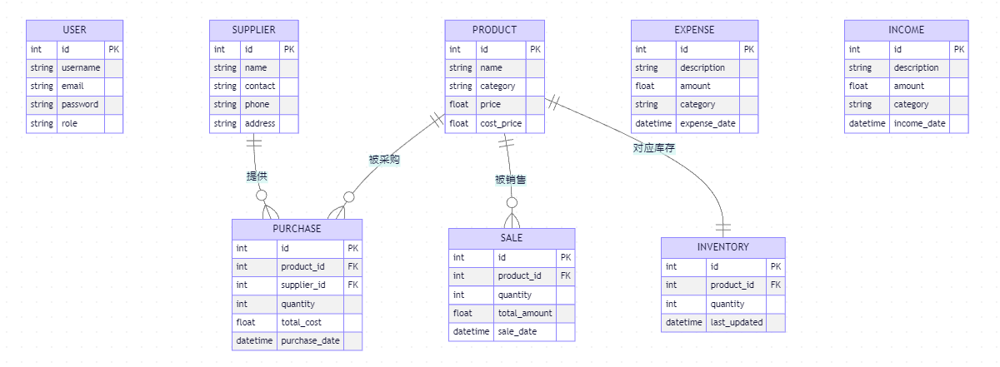 USER
int id PK
string username
string email
string password
string role
SUPPLIER
int id PK
string name
string contact
string phone
string address
PRODUCT
int id PK
string name
string category
float price
float cost_price
EXPENSE
int id PK
string description
float amount
string category
datetime expense_date
INCOME
int id PK
string description
float amount
string category
datetime income_date
提供
被采购
被销售
对应库存
PURCHASE
int id PK
int product_id FK
int supplier_id FK
int quantity
float total_cost
datetime purchase_date
SALE
int id PK
int product_id FK
int quantity
float total_amount
datetime sale_date
INVENTORY
int id PK
int product_id FK
int quantity
datetime last_updated